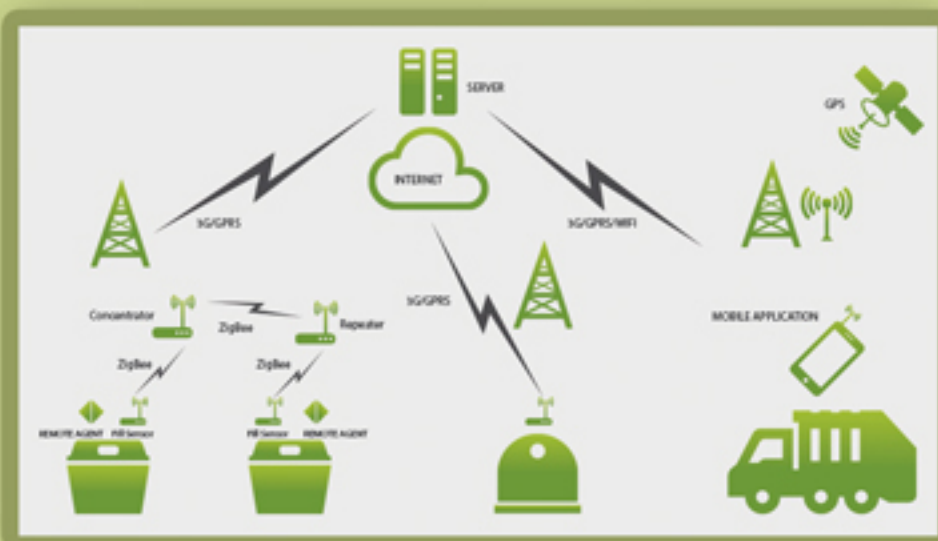 SERVER
GPS
INTERNET
3G/GPRS
3G/GPRS/WIFI
3G/GPRS
Concantrator
ZigBee
Repeater
MOBILE APPLICATION
ZigBee
ZigBee
REMOTE AGENT
Fill Sensor
Fill Sensor
REMOTE AGENT